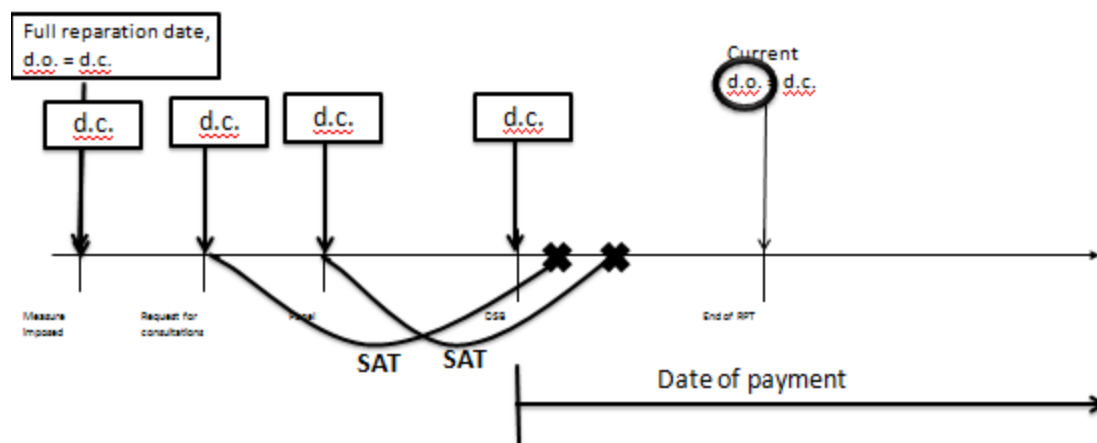 Full reparation date,
d.o. = d.c.
Current
d.o. = d.c.
d.c.
d.c.
d.c.
d.c.
Measure
Imposed
Request for
consultations
Panel
DSB
End of RPT
SAT
SAT
Date of payment